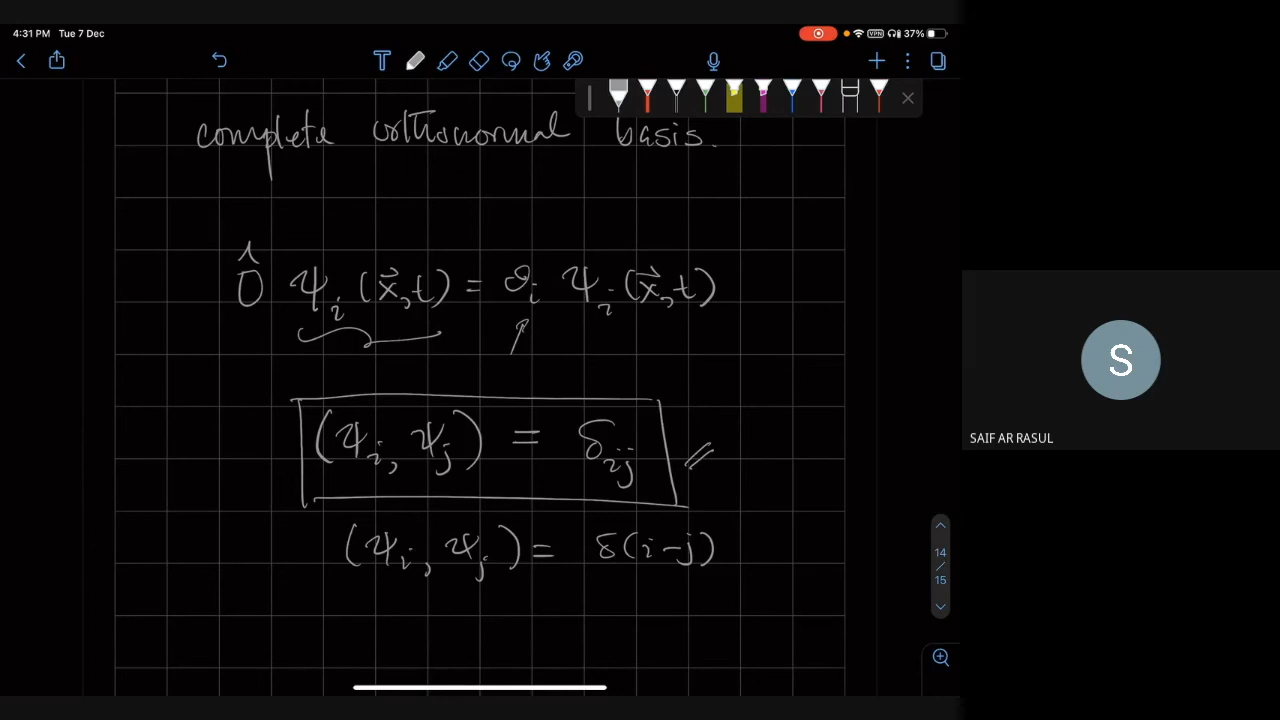 4:31 PM Tue 7 Dec
VPN 37%
T
complete orthonormal basis.
Ô ψᵢ(x⃗,t) = ϑᵢ ψᵢ(x⃗,t)
(ψᵢ, ψⱼ) = δᵢⱼ
(ψᵢ, ψⱼ) = δ(i-j)
14
/
15
S
SAIF AR RASUL